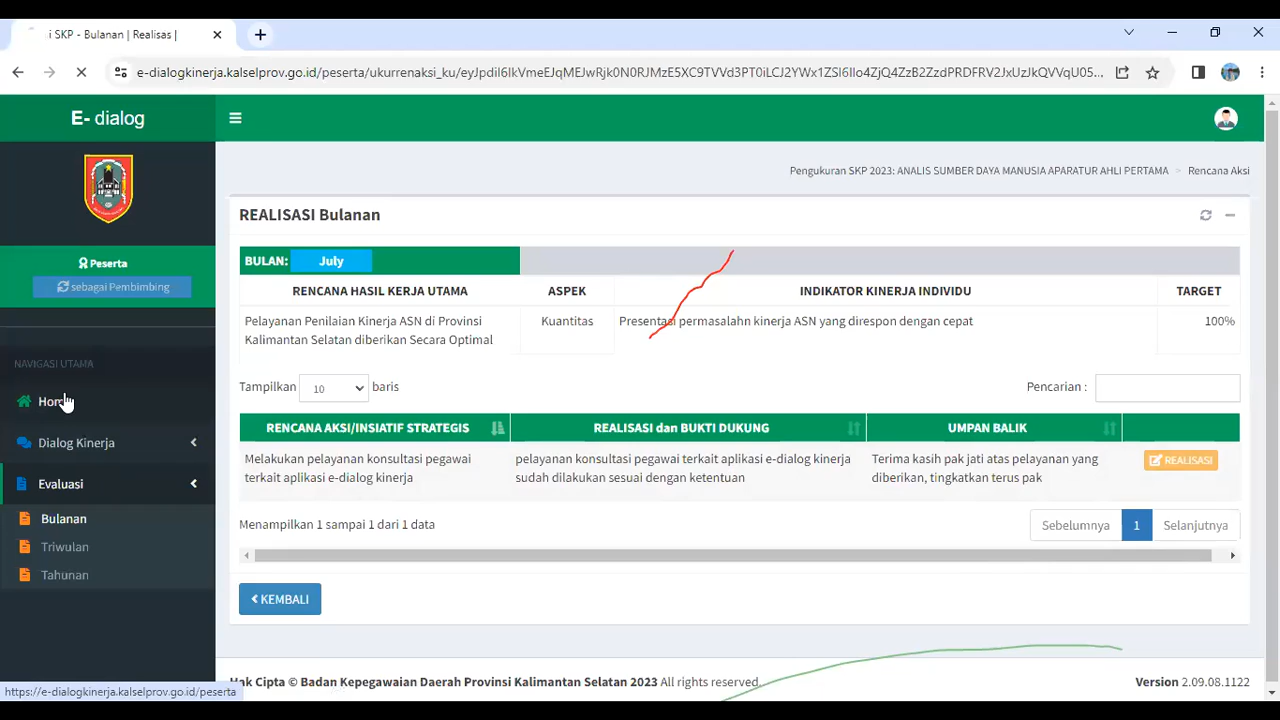 i SKP - Bulanan | Realisas |
e-dialogkinerja.kalselprov.go.id/peserta/ukurrenaksi_ku/
E- dialog
Peserta
sebagai Pembimbing
NAVIGASI UTAMA
Home
Dialog Kinerja
Evaluasi
Bulanan
Triwulan
Tahunan
Pengukuran SKP 2023: ANALIS SUMBER DAYA MANUSIA APARATUR AHLI PERTAMA > Rencana Aksi
REALISASI Bulanan
BULAN: July
RENCANA HASIL KERJA UTAMA ASPEK INDIKATOR KINERJA INDIVIDU TARGET
Pelayanan Penilaian Kinerja ASN di Provinsi
Kalimantan Selatan diberikan Secara Optimal
Kuantitas
Presentasi permasalahn kinerja ASN yang direspon dengan cepat
100%
Tampilkan 10 baris
Pencarian :
RENCANA AKSI/INSIATIF STRATEGIS REALISASI dan BUKTI DUKUNG UMPAN BALIK
Melakukan pelayanan konsultasi pegawai
terkait aplikasi e-dialog kinerja
pelayanan konsultasi pegawai terkait aplikasi e-dialog kinerja
sudah dilakukan sesuai dengan ketentuan
Terima kasih pak jati atas pelayanan yang
diberikan, tingkatkan terus pak
REALISASI
Menampilkan 1 sampai 1 dari 1 data
Sebelumnya 1 Selanjutnya
KEMBALI
Hak Cipta © Badan Kepegawaian Daerah Provinsi Kalimantan Selatan 2023 All rights reserved.
Version 2.09.08.1122
https://e-dialogkinerja.kalselprov.go.id/peserta